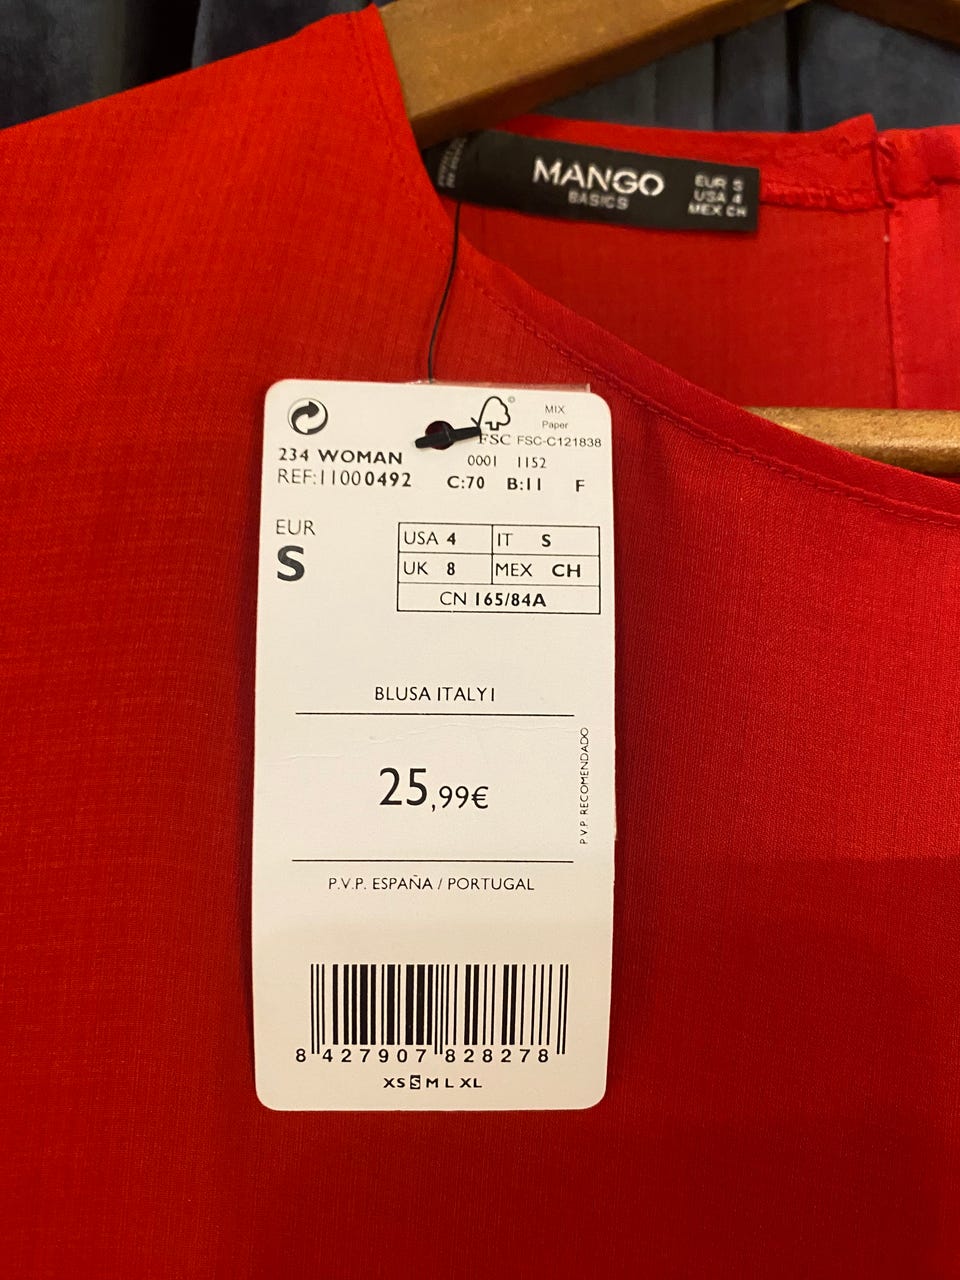 MANGO
BASICS
EUR S
USA 4
MEX CH
MIX
Paper
FSC FSC-C121838
234 WOMAN
0001 1152
REF:11000492 C:70 B:11 F
EUR
S
USA 4 IT S
UK 8 MEX CH
CN 165/84A
BLUSA ITALY1
25,99€
P.V.P. RECOMENDADO
P.V.P. ESPAÑA / PORTUGAL
8 427907 828278
XS S M L XL